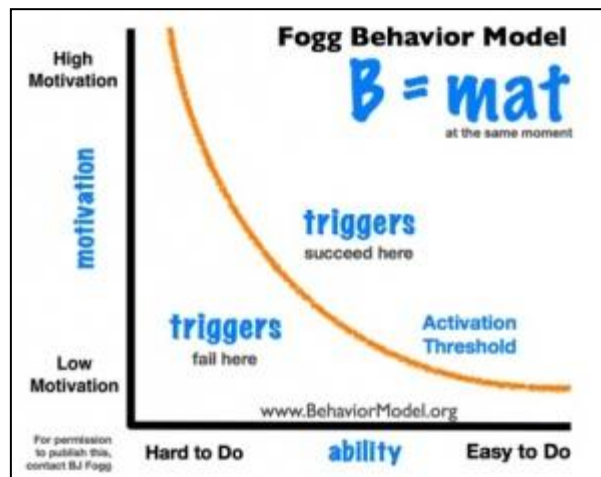 Fogg Behavior Model
B = mat
at the same moment
High
Motivation
motivation
triggers
succeed here
triggers
fail here
Activation
Threshold
Low
Motivation
www.BehaviorModel.org
For permission
to publish this,
contact BJ Fogg
Hard to Do
ability
Easy to Do